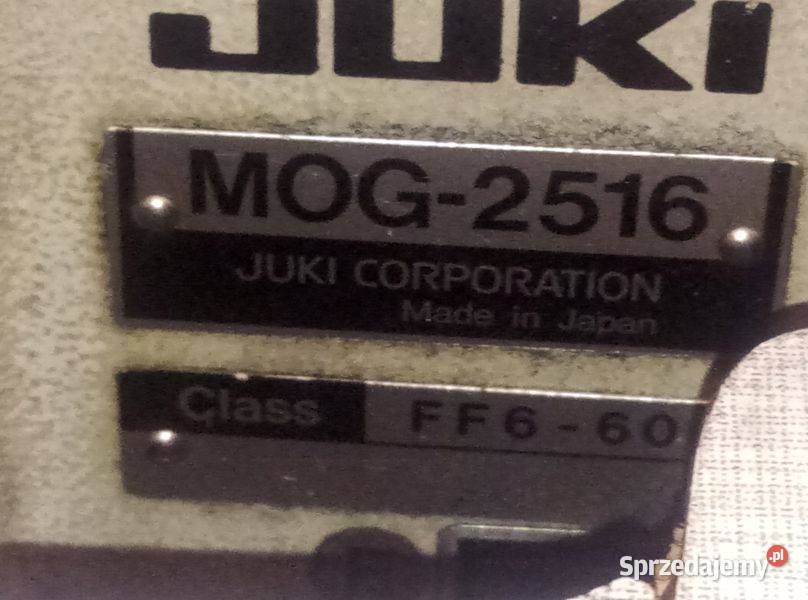 JUKI
MOG-2516
JUKI CORPORATION
Made in Japan
Class FF6-60
Sprzedajemy.pl